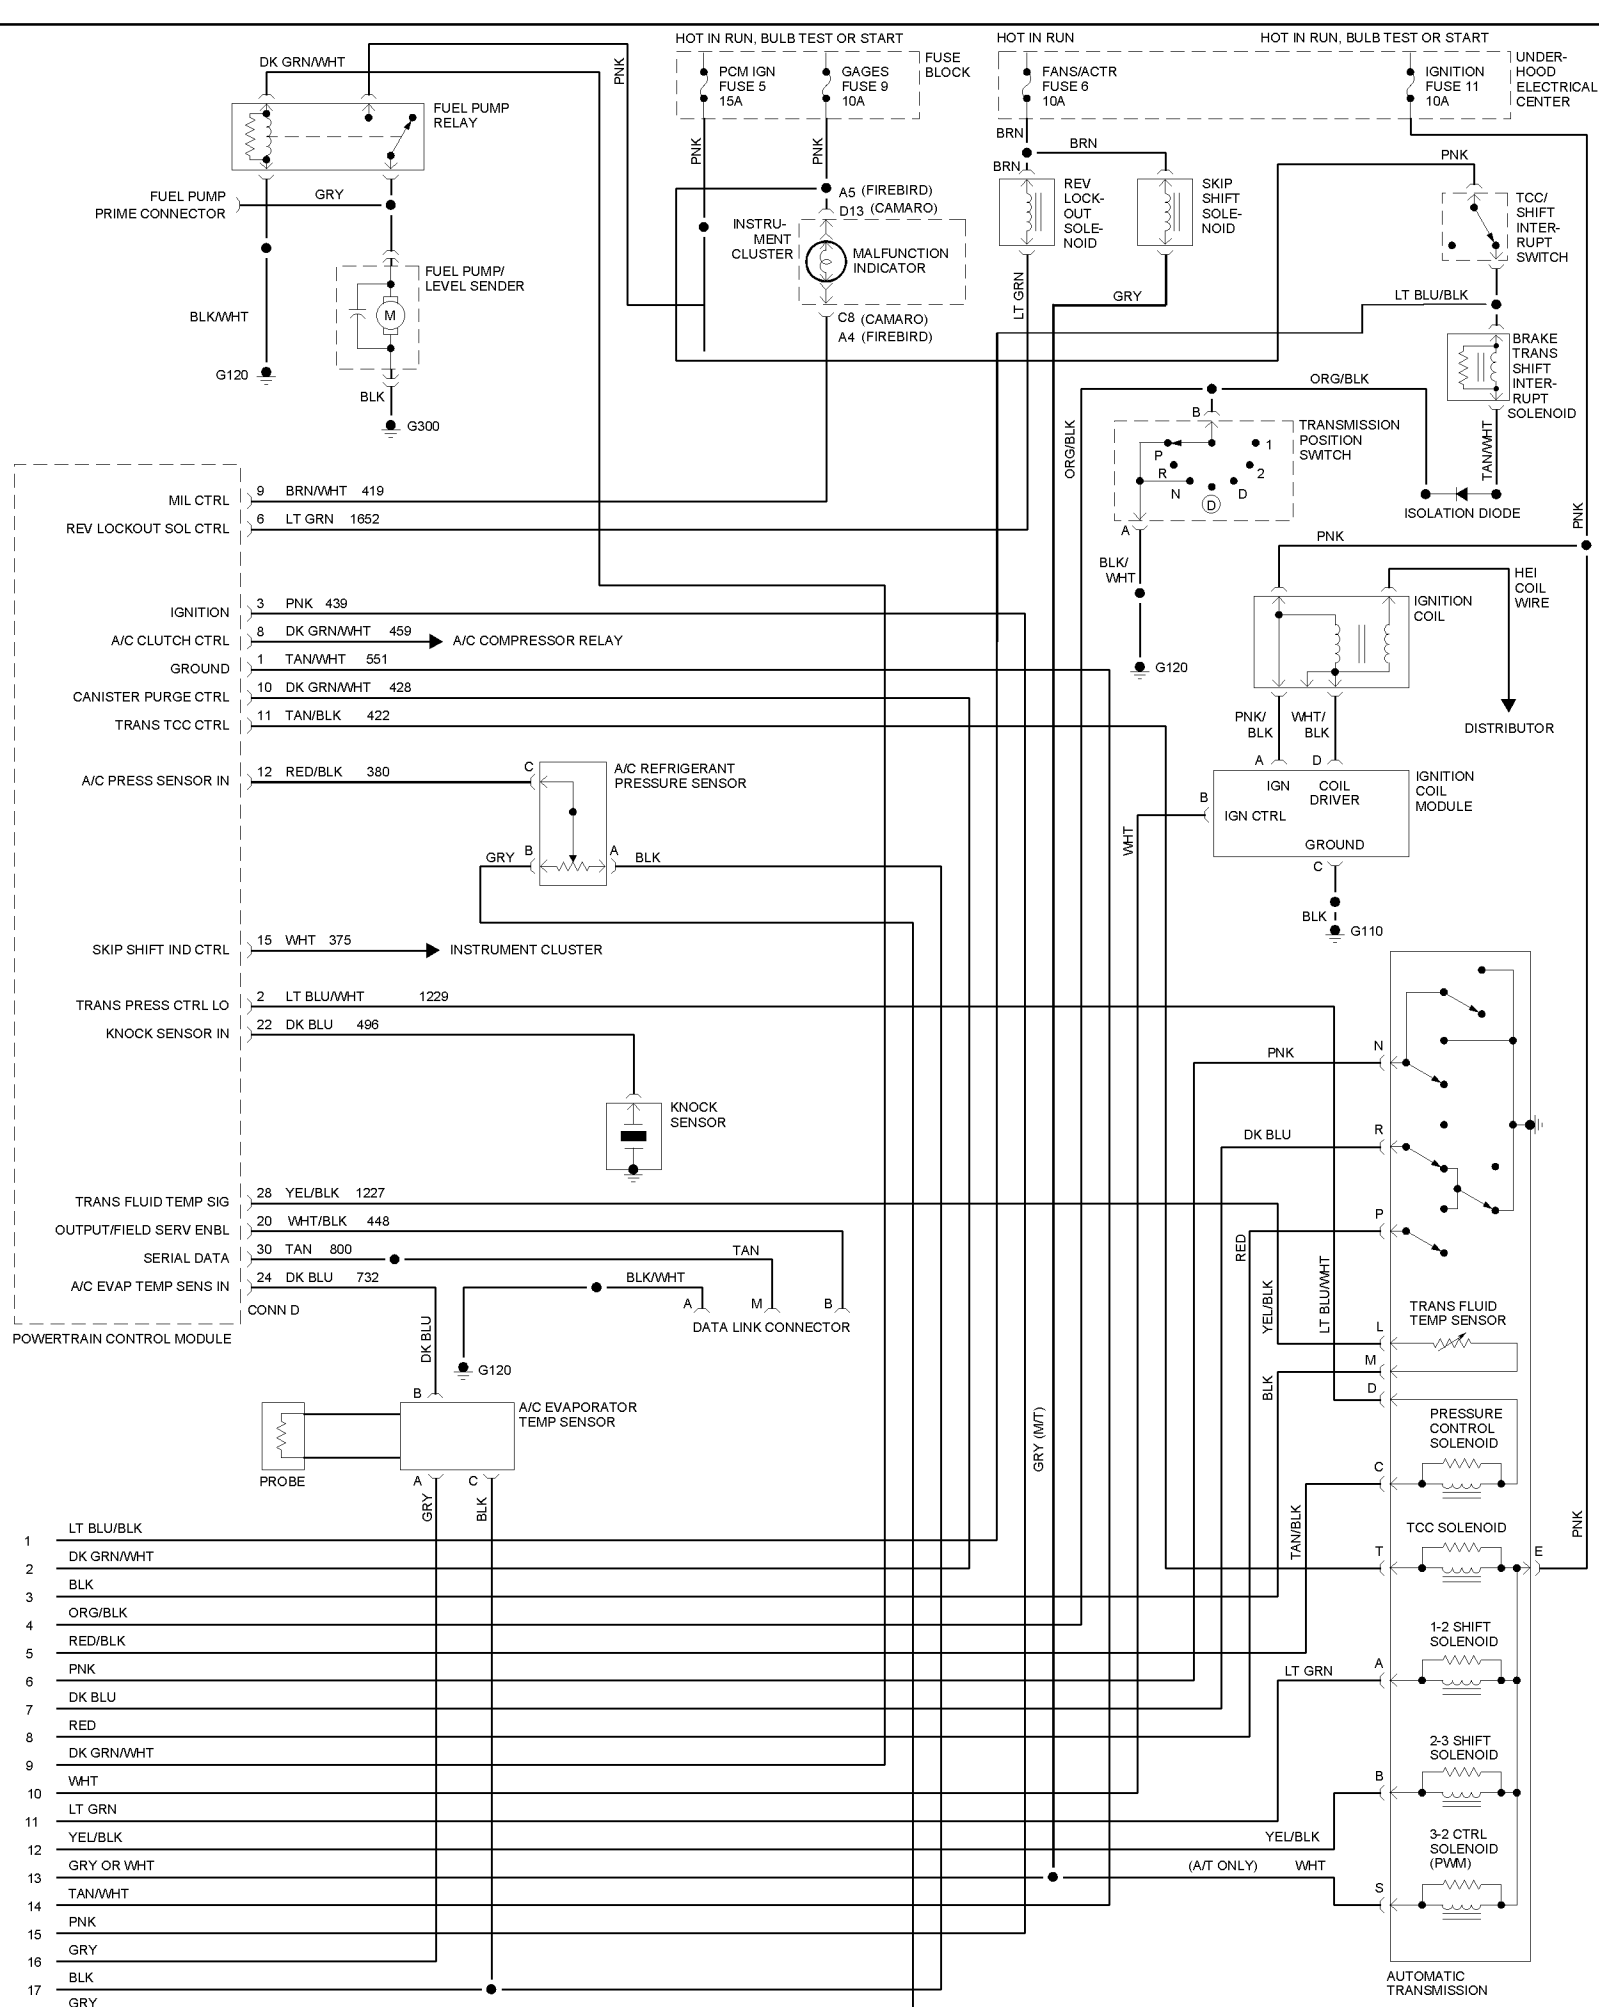 HOT IN RUN, BULB TEST OR START
HOT IN RUN
HOT IN RUN, BULB TEST OR START
DK GRN/WHT
PNK
PCM IGN
FUSE 5
15A
GAGES
FUSE 9
10A
FUSE
BLOCK
FANS/ACTR
FUSE 6
10A
IGNITION
FUSE 11
10A
UNDER-
HOOD
ELECTRICAL
CENTER
FUEL PUMP
RELAY
PNK
PNK
BRN
BRN
BRN
PNK
FUEL PUMP
PRIME CONNECTOR
GRY
A5 (FIREBIRD)
D13 (CAMARO)
INSTRU-
MENT
CLUSTER
MALFUNCTION
INDICATOR
C8 (CAMARO)
A4 (FIREBIRD)
REV
LOCK-
OUT
SOLE-
NOID
SKIP
SHIFT
SOLE-
NOID
TCC/
SHIFT
INTER-
RUPT
SWITCH
FUEL PUMP/
LEVEL SENDER
M
BLK/WHT
G120
BLK
G300
LT GRN
GRY
LT BLU/BLK
BRAKE
TRANS
SHIFT
INTER-
RUPT
SOLENOID
ORG/BLK
ORG/BLK
TAN/WHT
B
TRANSMISSION
POSITION
SWITCH
P
R
N
D
D
2
1
A
ISOLATION DIODE
PNK
BLK/
WHT
G120
MIL CTRL
9 BRN/WHT 419
REV LOCKOUT SOL CTRL
6 LT GRN 1652
IGNITION
3 PNK 439
A/C CLUTCH CTRL
8 DK GRN/WHT 459
A/C COMPRESSOR RELAY
GROUND
1 TAN/WHT 551
CANISTER PURGE CTRL
10 DK GRN/WHT 428
TRANS TCC CTRL
11 TAN/BLK 422
A/C PRESS SENSOR IN
12 RED/BLK 380
C
A/C REFRIGERANT
PRESSURE SENSOR
GRY
B
A
BLK
PNK
HEI
COIL
WIRE
IGNITION
COIL
PNK/
BLK
WHT/
BLK
DISTRIBUTOR
A
D
IGN
COIL
DRIVER
IGNITION
COIL
MODULE
B
IGN CTRL
WHT
GROUND
C
BLK
G110
SKIP SHIFT IND CTRL
15 WHT 375
INSTRUMENT CLUSTER
TRANS PRESS CTRL LO
2 LT BLU/WHT 1229
KNOCK SENSOR IN
22 DK BLU 496
KNOCK
SENSOR
TRANS FLUID TEMP SIG
28 YEL/BLK 1227
OUTPUT/FIELD SERV ENBL
20 WHT/BLK 448
SERIAL DATA
30 TAN 800
TAN
A/C EVAP TEMP SENS IN
24 DK BLU 732
BLK/WHT
CONN D
POWERTRAIN CONTROL MODULE
A
M
B
DATA LINK CONNECTOR
DK BLU
G120
B
A/C EVAPORATOR
TEMP SENSOR
PROBE
A
C
GRY
BLK
PNK
N
DK BLU
R
RED
P
YEL/BLK
LT BLU/WHT
TRANS FLUID
TEMP SENSOR
L
M
BLK
D
PRESSURE
CONTROL
SOLENOID
C
GRY (M/T)
TAN/BLK
TCC SOLENOID
T
E
PNK
1-2 SHIFT
SOLENOID
LT GRN
A
2-3 SHIFT
SOLENOID
B
YEL/BLK
3-2 CTRL
SOLENOID
(PWM)
(A/T ONLY) WHT
S
AUTOMATIC
TRANSMISSION
1 LT BLU/BLK
2 DK GRN/WHT
3 BLK
4 ORG/BLK
5 RED/BLK
6 PNK
7 DK BLU
8 RED
9 DK GRN/WHT
10 WHT
11 LT GRN
12 YEL/BLK
13 GRY OR WHT
14 TAN/WHT
15 PNK
16 GRY
17 BLK
GRY